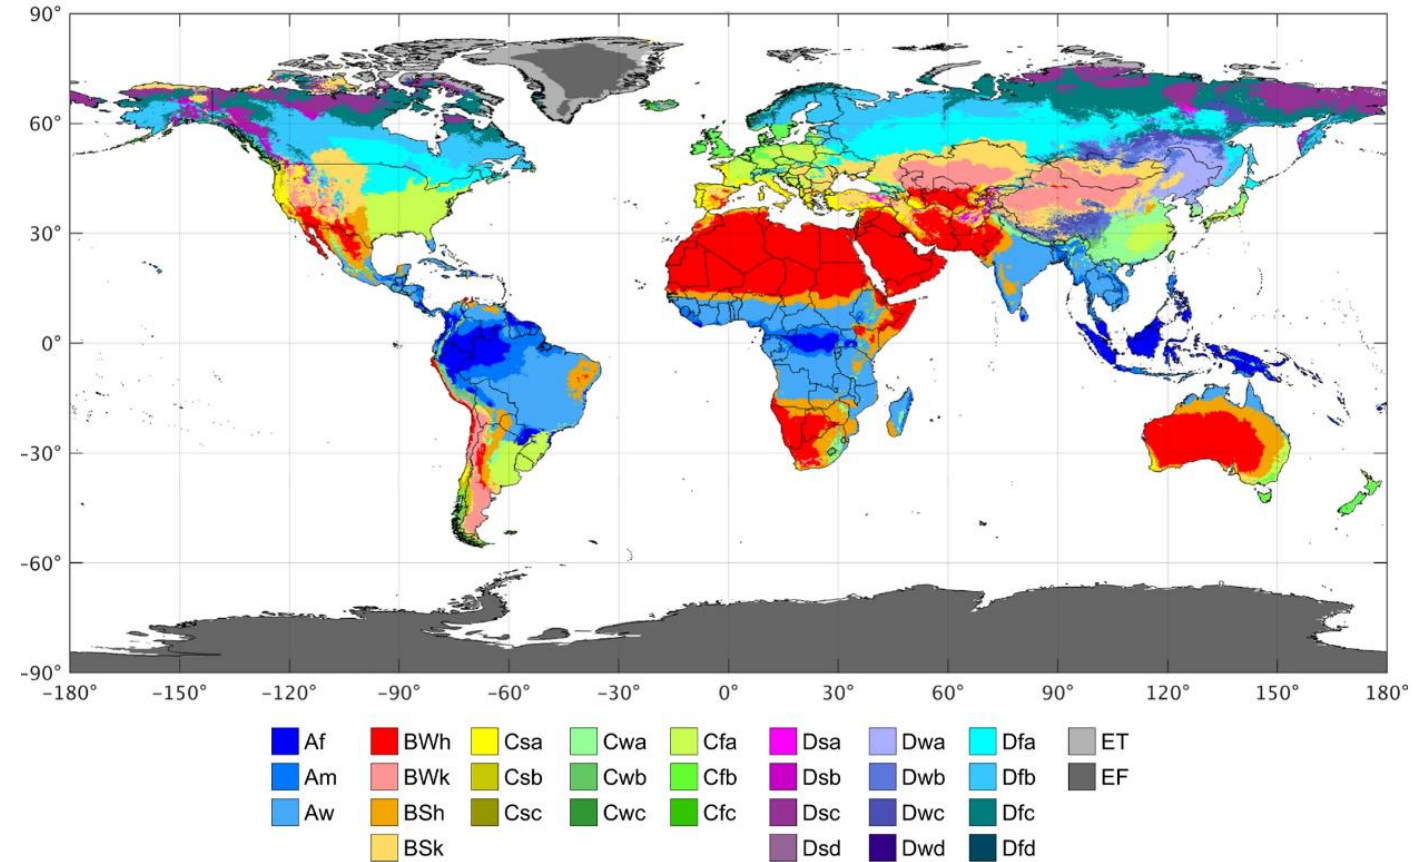 90°
60°
30°
0°
−30°
−60°
−90°
−180° −150° −120° −90° −60° −30° 0° 30° 60° 90° 120° 150° 180°
Af BWh Csa Cwa Cfa Dsa Dwa Dfa ET
Am BWk Csb Cwb Cfb Dsb Dwb Dfb EF
Aw BSh Csc Cwc Cfc Dsc Dwc Dfc
BSk Dsd Dwd Dfd